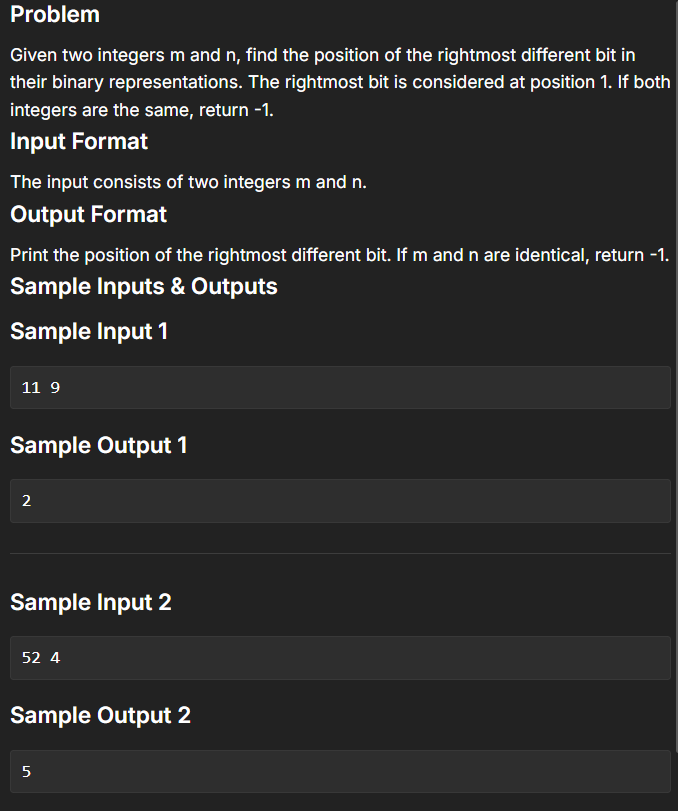 Problem
Given two integers m and n, find the position of the rightmost different bit in
their binary representations. The rightmost bit is considered at position 1. If both
integers are the same, return -1.
Input Format
The input consists of two integers m and n.
Output Format
Print the position of the rightmost different bit. If m and n are identical, return -1.
Sample Inputs & Outputs
Sample Input 1
11 9
Sample Output 1
2
Sample Input 2
52 4
Sample Output 2
5